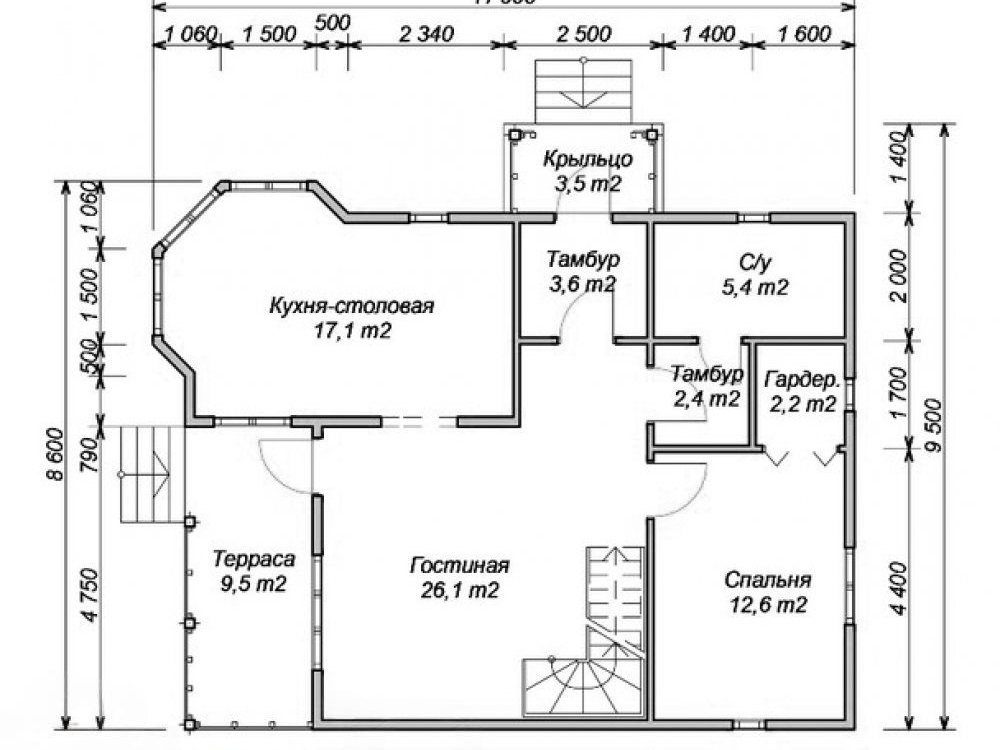 1 060
1 500
500
2 340
2 500
1 400
1 600
Крыльцо
3,5 m2
1 400
1 060
Тамбур
3,6 m2
С/у
5,4 m2
2 000
1 500
Кухня-столовая
17,1 m2
500
Тамбур
2,4 m2
Гардер.
2,2 m2
1 700
9 500
8 600
790
Терраса
9,5 m2
Гостиная
26,1 m2
Спальня
12,6 m2
4 750
4 400